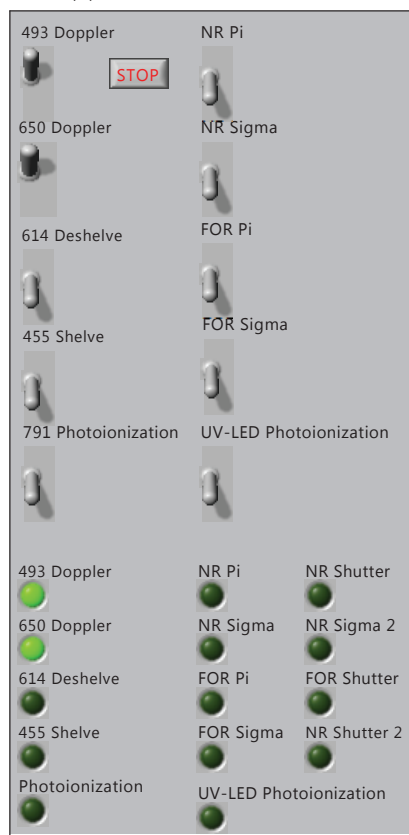 493 Doppler NR Pi
STOP
650 Doppler NR Sigma
614 Deshelve FOR Pi
455 Shelve FOR Sigma
791 Photoionization UV-LED Photoionization
493 Doppler NR Pi NR Shutter
650 Doppler NR Sigma NR Sigma 2
614 Deshelve FOR Pi FOR Shutter
455 Shelve FOR Sigma NR Shutter 2
Photoionization UV-LED Photoionization